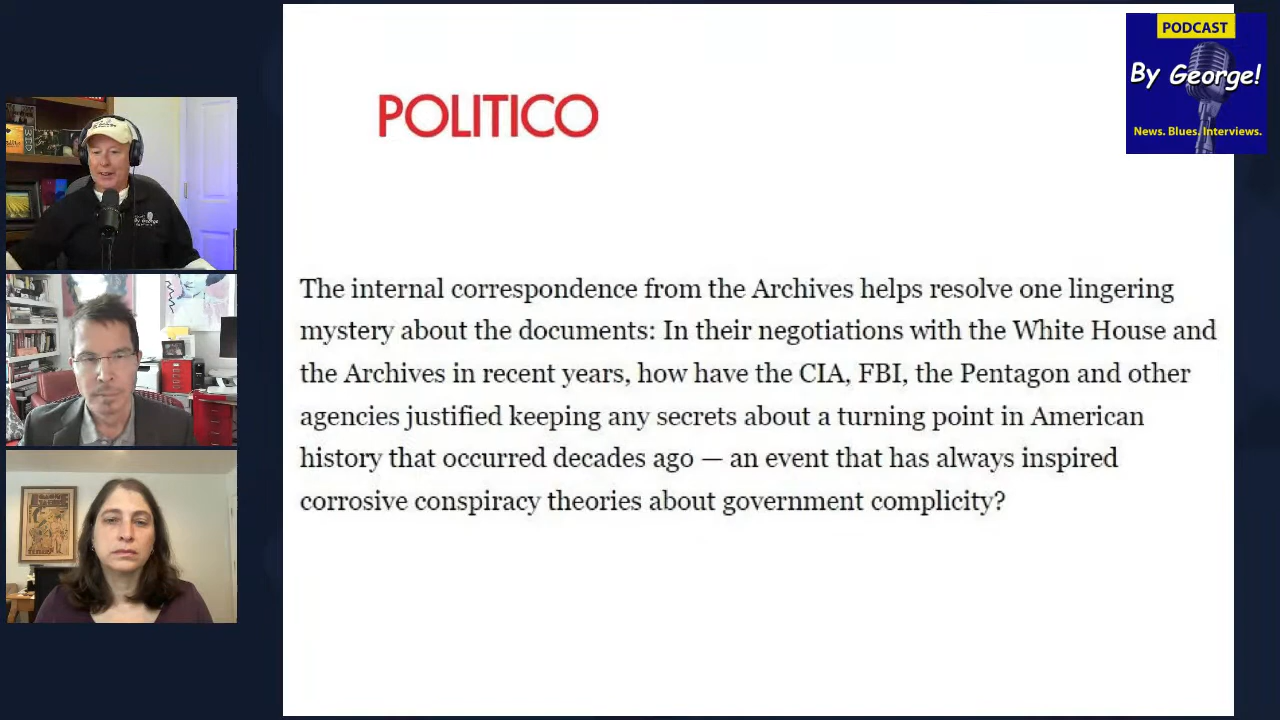 PODCAST
By George!
News. Blues. Interviews.
POLITICO
The internal correspondence from the Archives helps resolve one lingering
mystery about the documents: In their negotiations with the White House and
the Archives in recent years, how have the CIA, FBI, the Pentagon and other
agencies justified keeping any secrets about a turning point in American
history that occurred decades ago — an event that has always inspired
corrosive conspiracy theories about government complicity?
By George